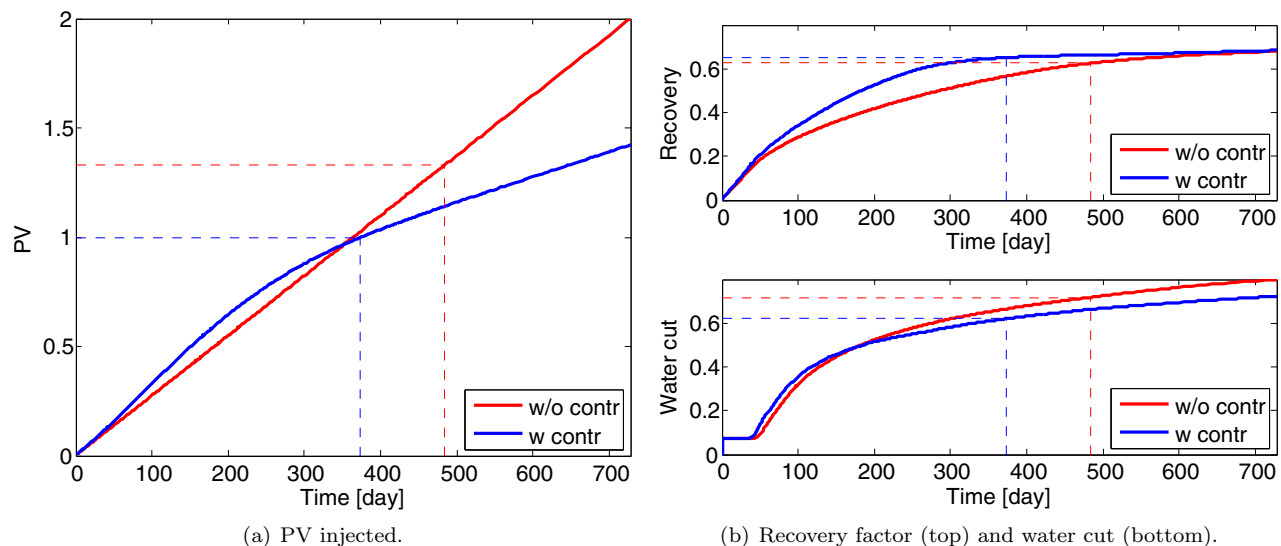 2
1.5
1
0.5
0
PV
0 100 200 300 400 500 600 700
Time [day]
w/o contr
w contr
(a) PV injected.
0.6
0.4
0.2
0
Recovery
0 100 200 300 400 500 600 700
Time [day]
w/o contr
w contr
0.6
0.4
0.2
0
Water cut
0 100 200 300 400 500 600 700
Time [day]
w/o contr
w contr
(b) Recovery factor (top) and water cut (bottom).